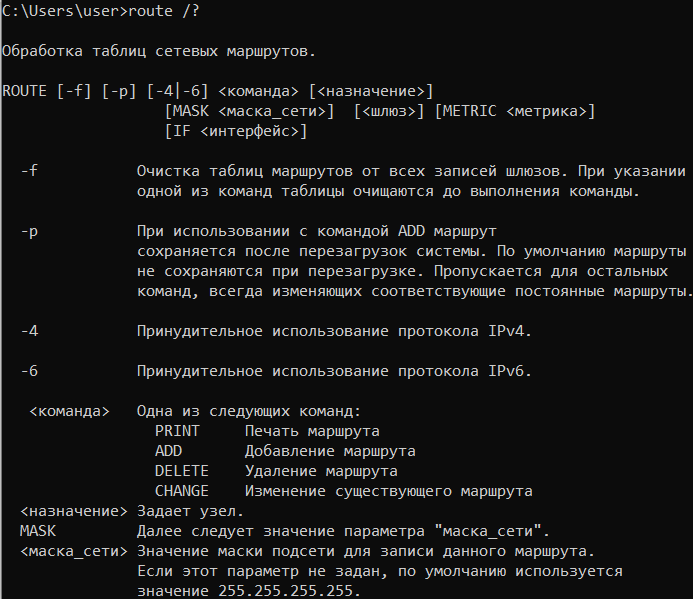 C:\Users\user>route /?
Обработка таблиц сетевых маршрутов.
ROUTE [-f] [-p] [-4|-6] <команда> [<назначение>]
[MASK <маска_сети>] [<шлюз>] [METRIC <метрика>]
[IF <интерфейс>]
-f Очистка таблиц маршрутов от всех записей шлюзов. При указании
одной из команд таблицы очищаются до выполнения команды.
-p При использовании с командой ADD маршрут
сохраняется после перезагрузок системы. По умолчанию маршруты
не сохраняются при перезагрузке. Пропускается для остальных
команд, всегда изменяющих соответствующие постоянные маршруты.
-4 Принудительное использование протокола IPv4.
-6 Принудительное использование протокола IPv6.
<команда> Одна из следующих команд:
PRINT Печать маршрута
ADD Добавление маршрута
DELETE Удаление маршрута
CHANGE Изменение существующего маршрута
<назначение> Задает узел.
MASK Далее следует значение параметра "маска_сети".
<маска_сети> Значение маски подсети для записи данного маршрута.
Если этот параметр не задан, по умолчанию используется
значение 255.255.255.255.